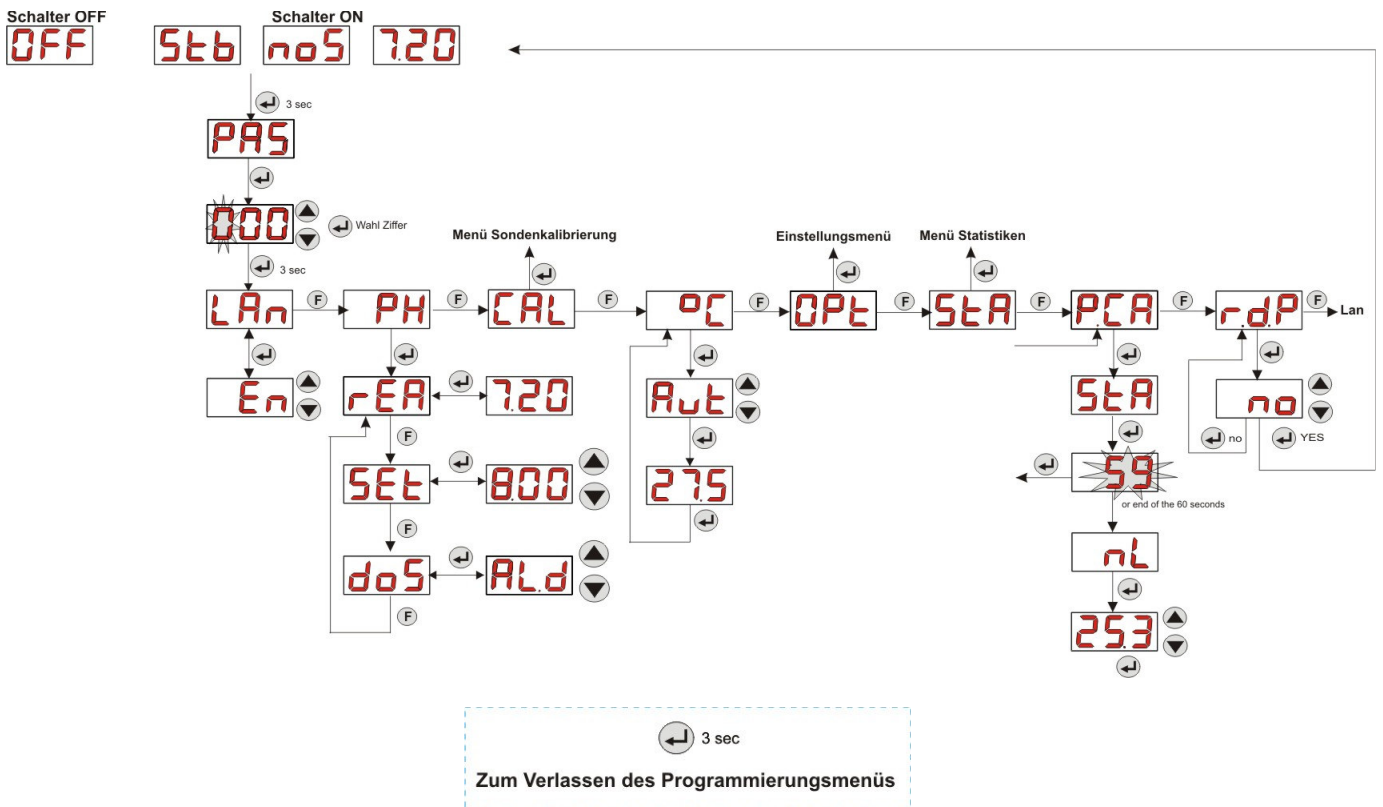 Schalter OFF Schalter ON
OFF Stb noS 7.20
3 sec
PAS
000 Wahl Ziffer
3 sec
Menü Sondenkalibrierung Einstellungsmenü Menü Statistiken
LAn F PH F CAL F °C F OPt F StA F P.CA F r.d.P F Lan
En rEA 7.20 Aut StA no
F no YES
SEt 8.00 27.5 59
or end of the 60 seconds
F nL
doS AL.d
F 25.3
3 sec
Zum Verlassen des Programmierungsmenüs